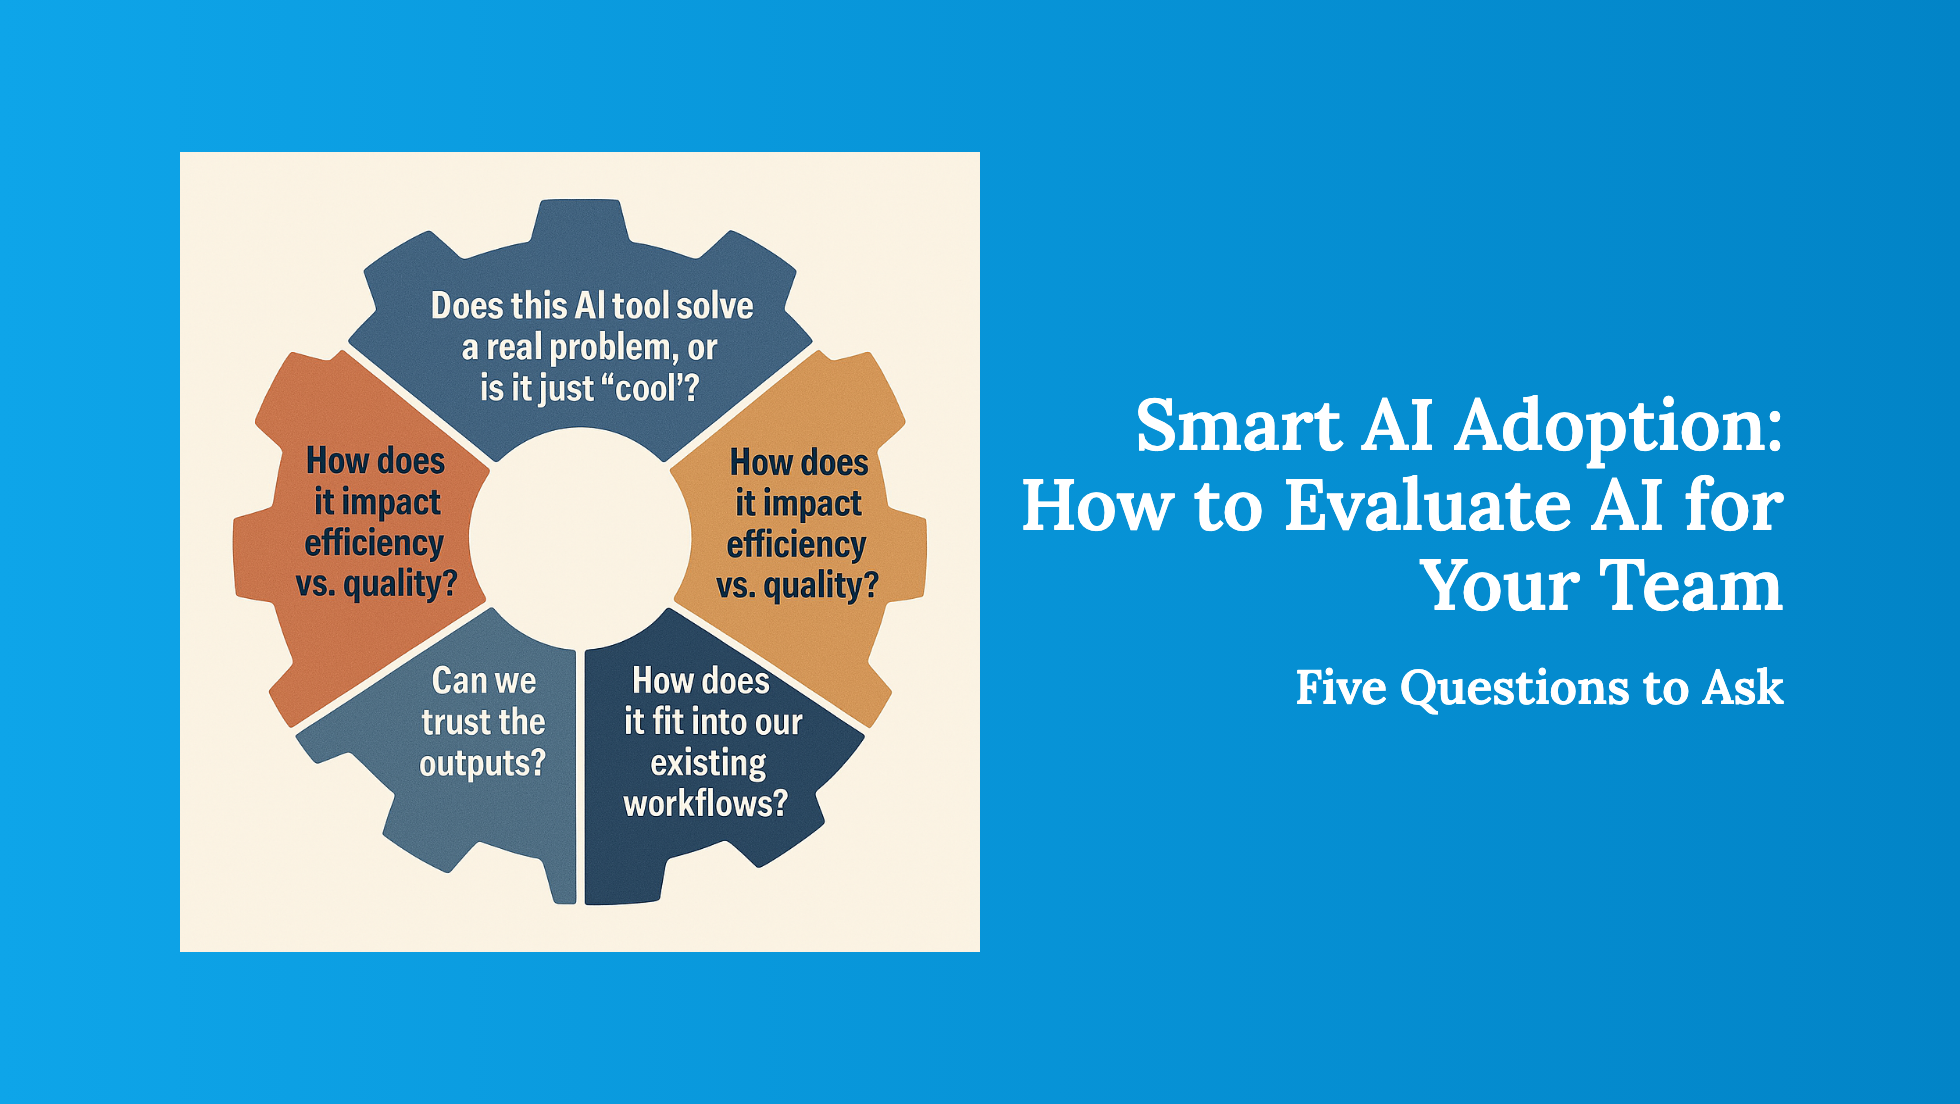 Does this AI tool solve
a real problem, or
is it just “cool’?
How does
it impact
efficiency
vs. quality?
How does
it impact
efficiency
vs. quality?
Can we
trust the
outputs?
How does
it fit into our
existing
workflows?
Smart AI Adoption:
How to Evaluate AI for
Your Team
Five Questions to Ask